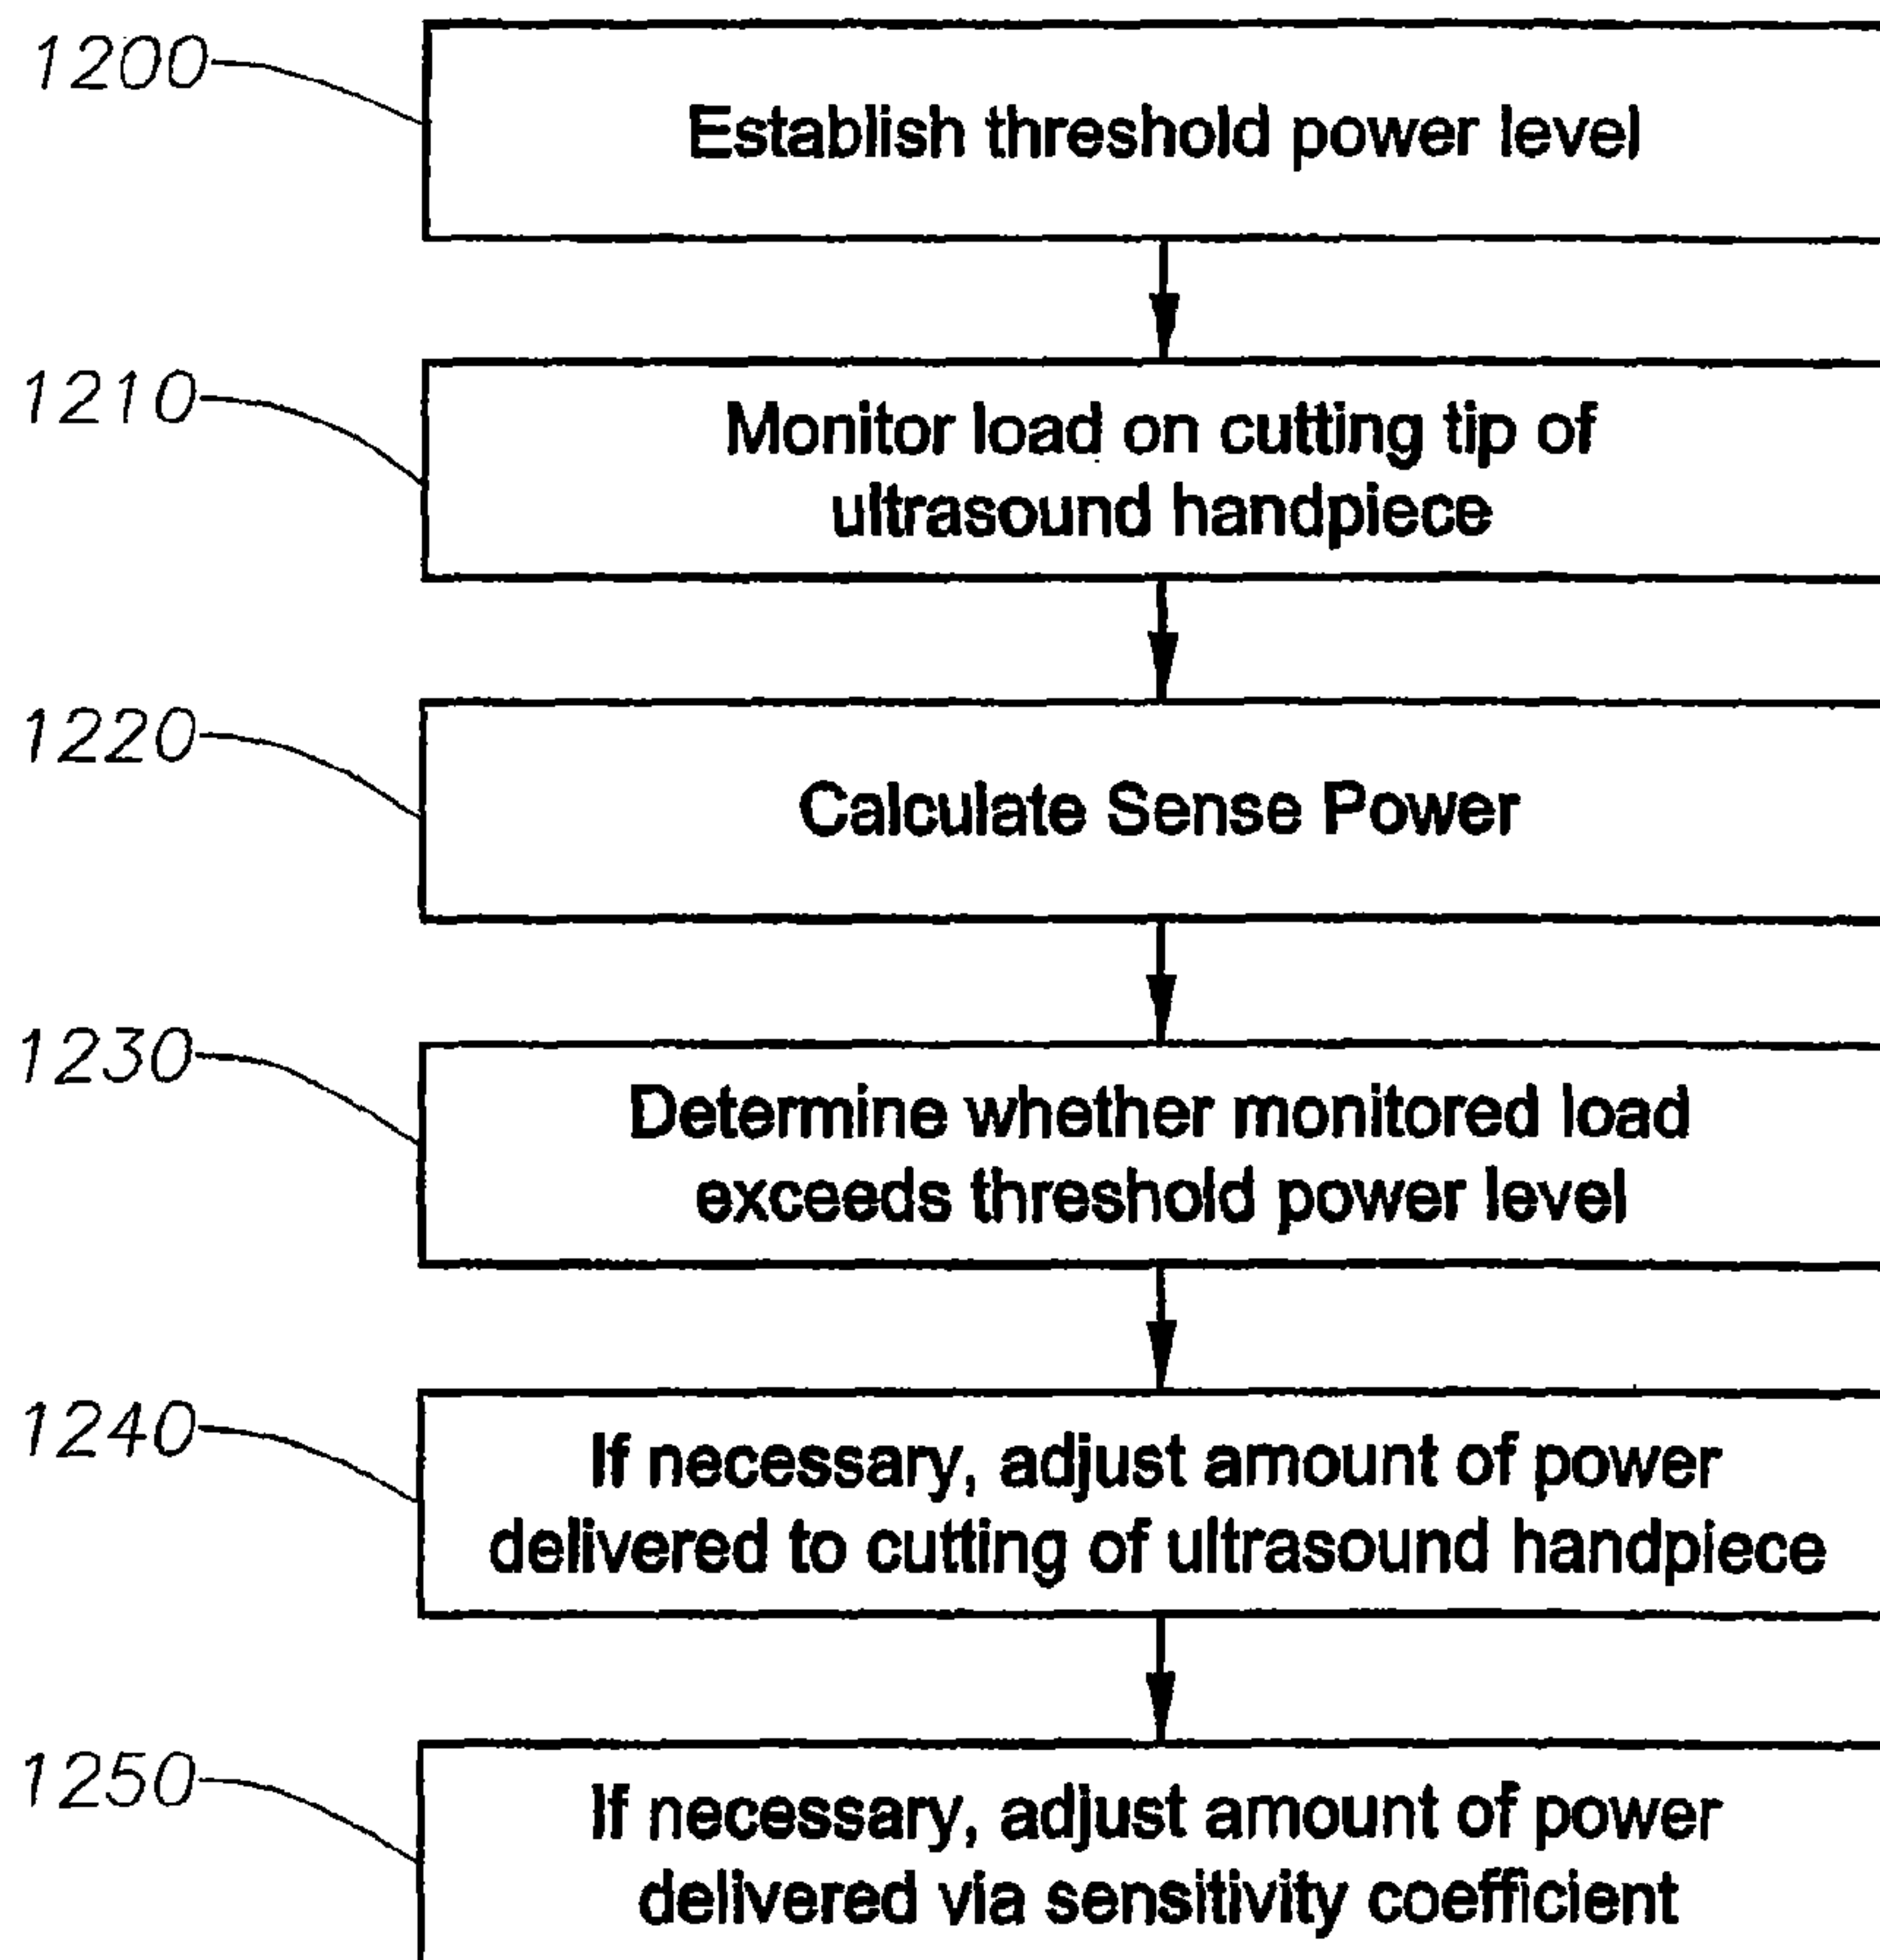 1200
Establish threshold power level
1210
Monitor load on cutting tip of
ultrasound handpiece
1220
Calculate Sense Power
1230
Determine whether monitored load
exceeds threshold power level
1240
If necessary, adjust amount of power
delivered to cutting of ultrasound handpiece
1250
If necessary, adjust amount of power
delivered via sensitivity coefficient